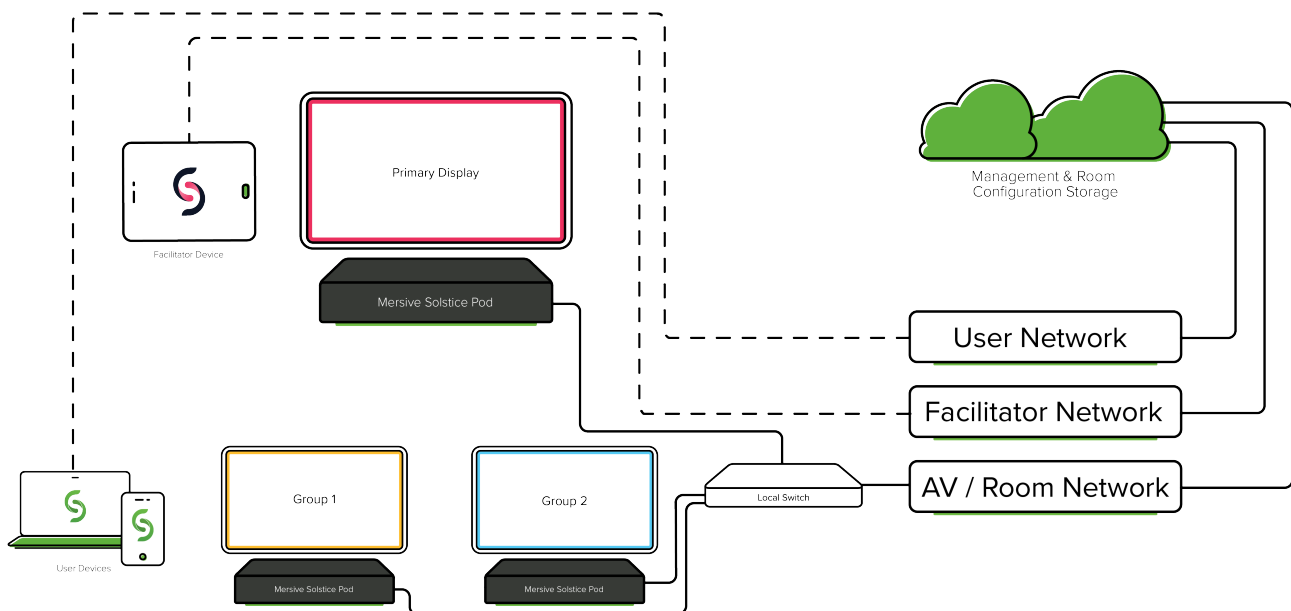 Primary Display
Management & Room
Configuration Storage
Facilitator Device
Mersive Solstice Pod
User Network
Facilitator Network
AV / Room Network
Group 1
Group 2
Local Switch
User Devices
Mersive Solstice Pod
Mersive Solstice Pod